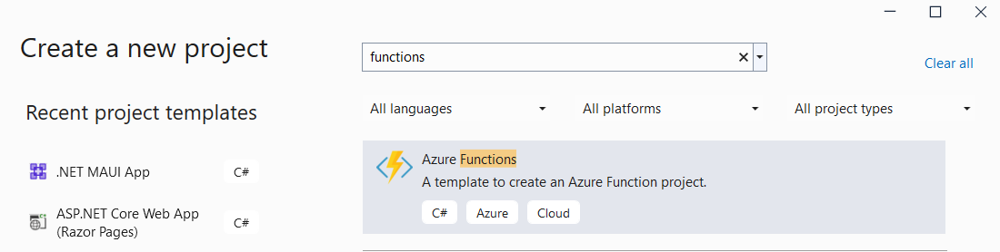 Create a new project
Recent project templates
.NET MAUI App
C#
ASP.NET Core Web App
(Razor Pages)
C#
functions
Clear all
All languages
All platforms
All project types
Azure Functions
A template to create an Azure Function project.
C#
Azure
Cloud